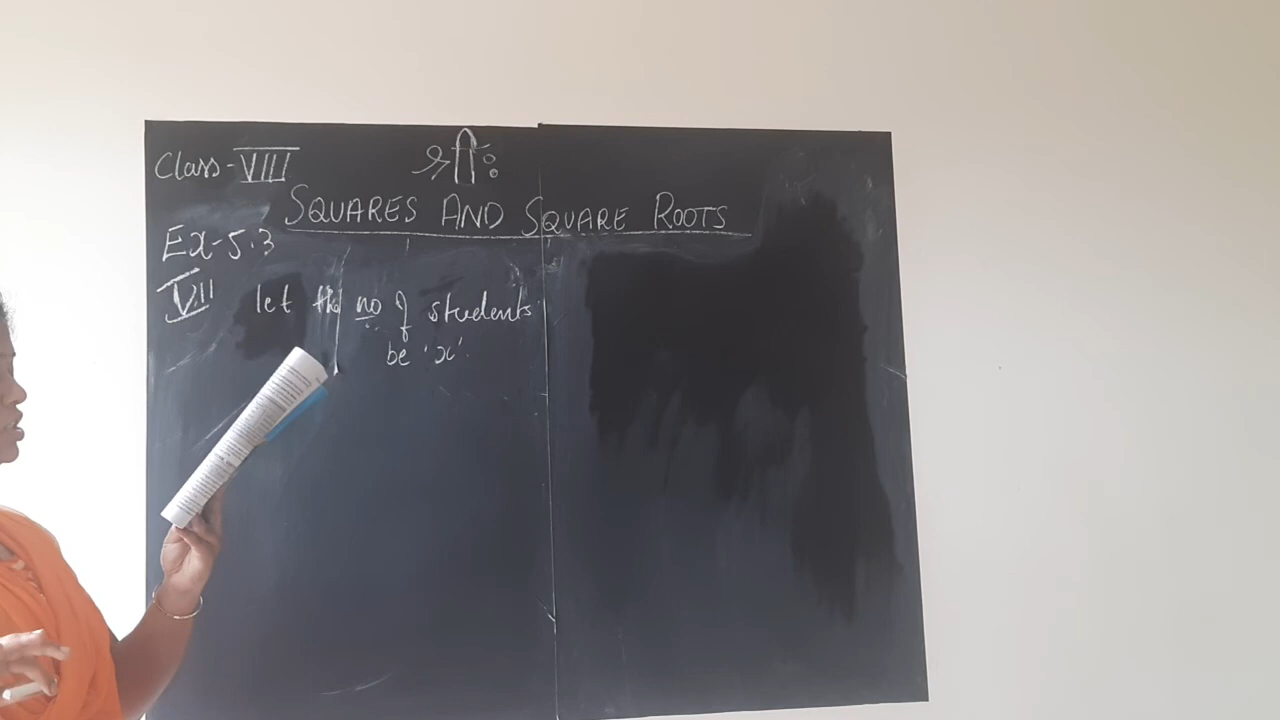 Class-VIII
SQUARES AND SQUARE ROOTS
Ex-5.3
VII let the no of students
be 'x'.